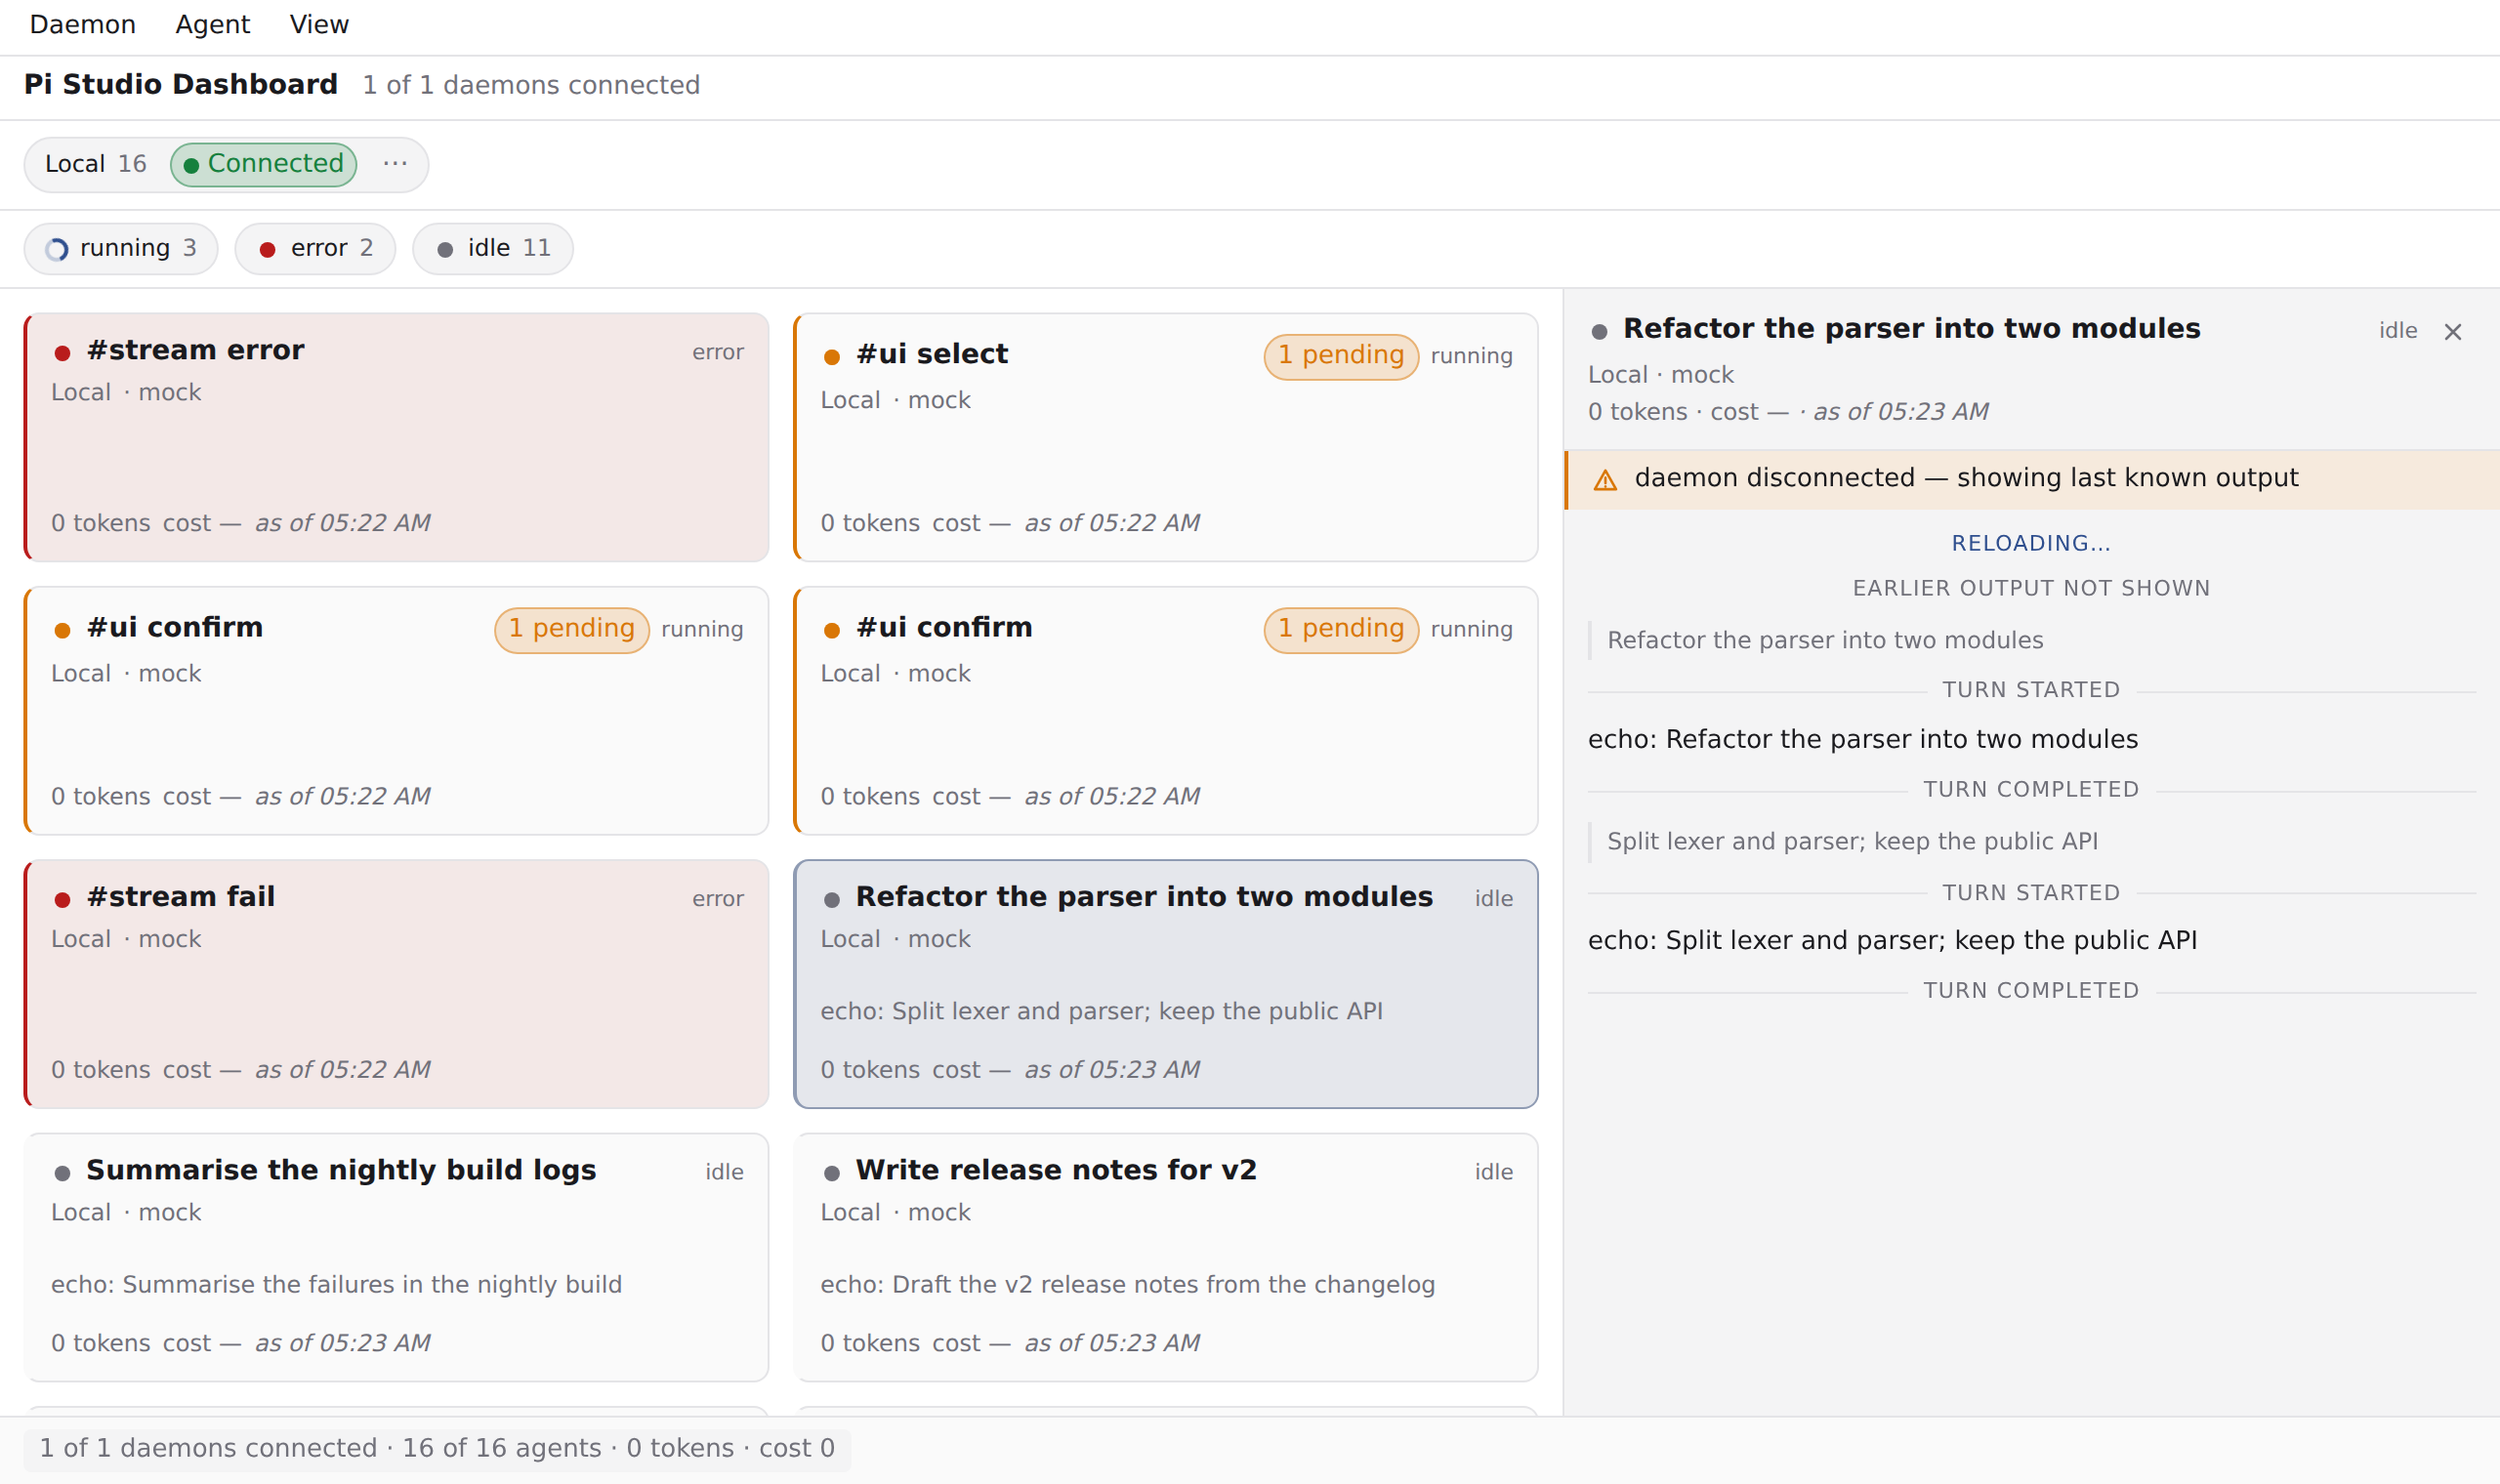 Daemon Agent View
Pi Studio Dashboard 1 of 1 daemons connected
Local 16 Connected ···
running 3 error 2 idle 11
#stream error error
Local · mock
0 tokens cost — as of 05:22 AM
#ui select 1 pending running
Local · mock
0 tokens cost — as of 05:22 AM
#ui confirm 1 pending running
Local · mock
0 tokens cost — as of 05:22 AM
#ui confirm 1 pending running
Local · mock
0 tokens cost — as of 05:22 AM
#stream fail error
Local · mock
0 tokens cost — as of 05:22 AM
Refactor the parser into two modules idle
Local · mock
echo: Split lexer and parser; keep the public API
0 tokens cost — as of 05:23 AM
Summarise the nightly build logs idle
Local · mock
echo: Summarise the failures in the nightly build
0 tokens cost — as of 05:23 AM
Write release notes for v2 idle
Local · mock
echo: Draft the v2 release notes from the changelog
0 tokens cost — as of 05:23 AM
Refactor the parser into two modules idle ×
Local · mock
0 tokens · cost — · as of 05:23 AM
daemon disconnected — showing last known output
RELOADING…
EARLIER OUTPUT NOT SHOWN
Refactor the parser into two modules
TURN STARTED
echo: Refactor the parser into two modules
TURN COMPLETED
Split lexer and parser; keep the public API
TURN STARTED
echo: Split lexer and parser; keep the public API
TURN COMPLETED
1 of 1 daemons connected · 16 of 16 agents · 0 tokens · cost 0